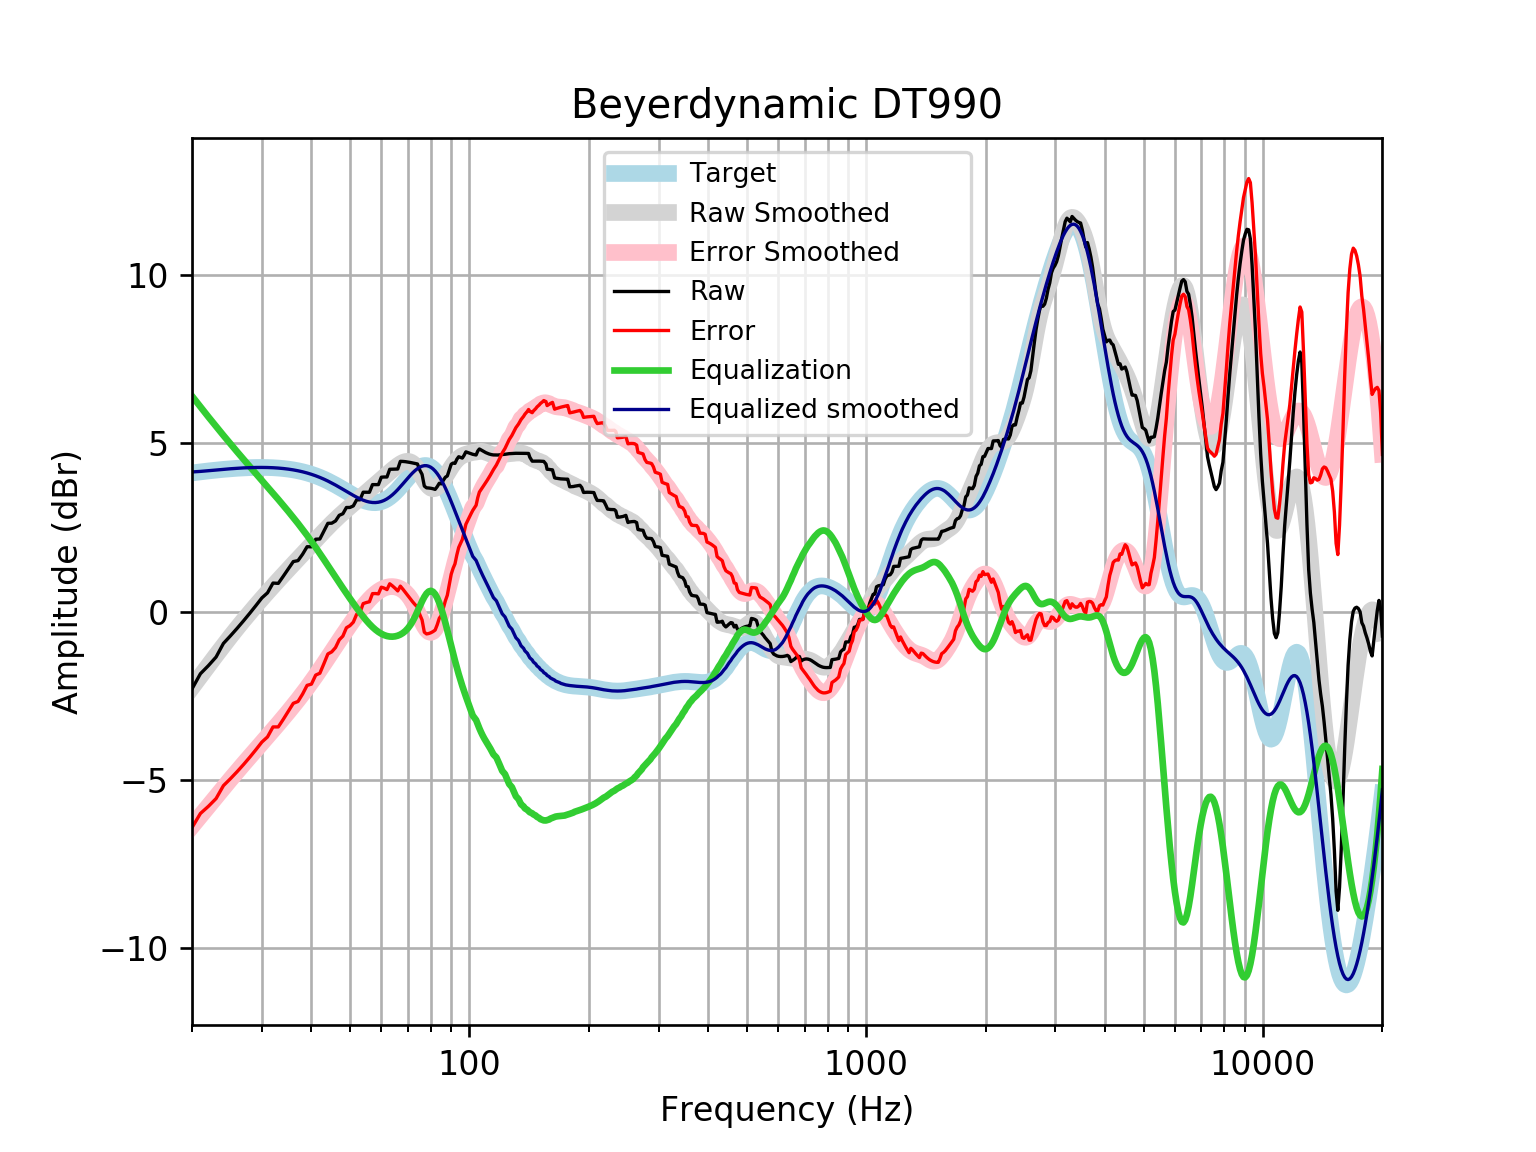 Beyerdynamic DT990
Target
Raw Smoothed
Error Smoothed
Raw
Error
Equalization
Equalized smoothed
10
5
0
−5
−10
Amplitude (dBr)
100
1000
10000
Frequency (Hz)